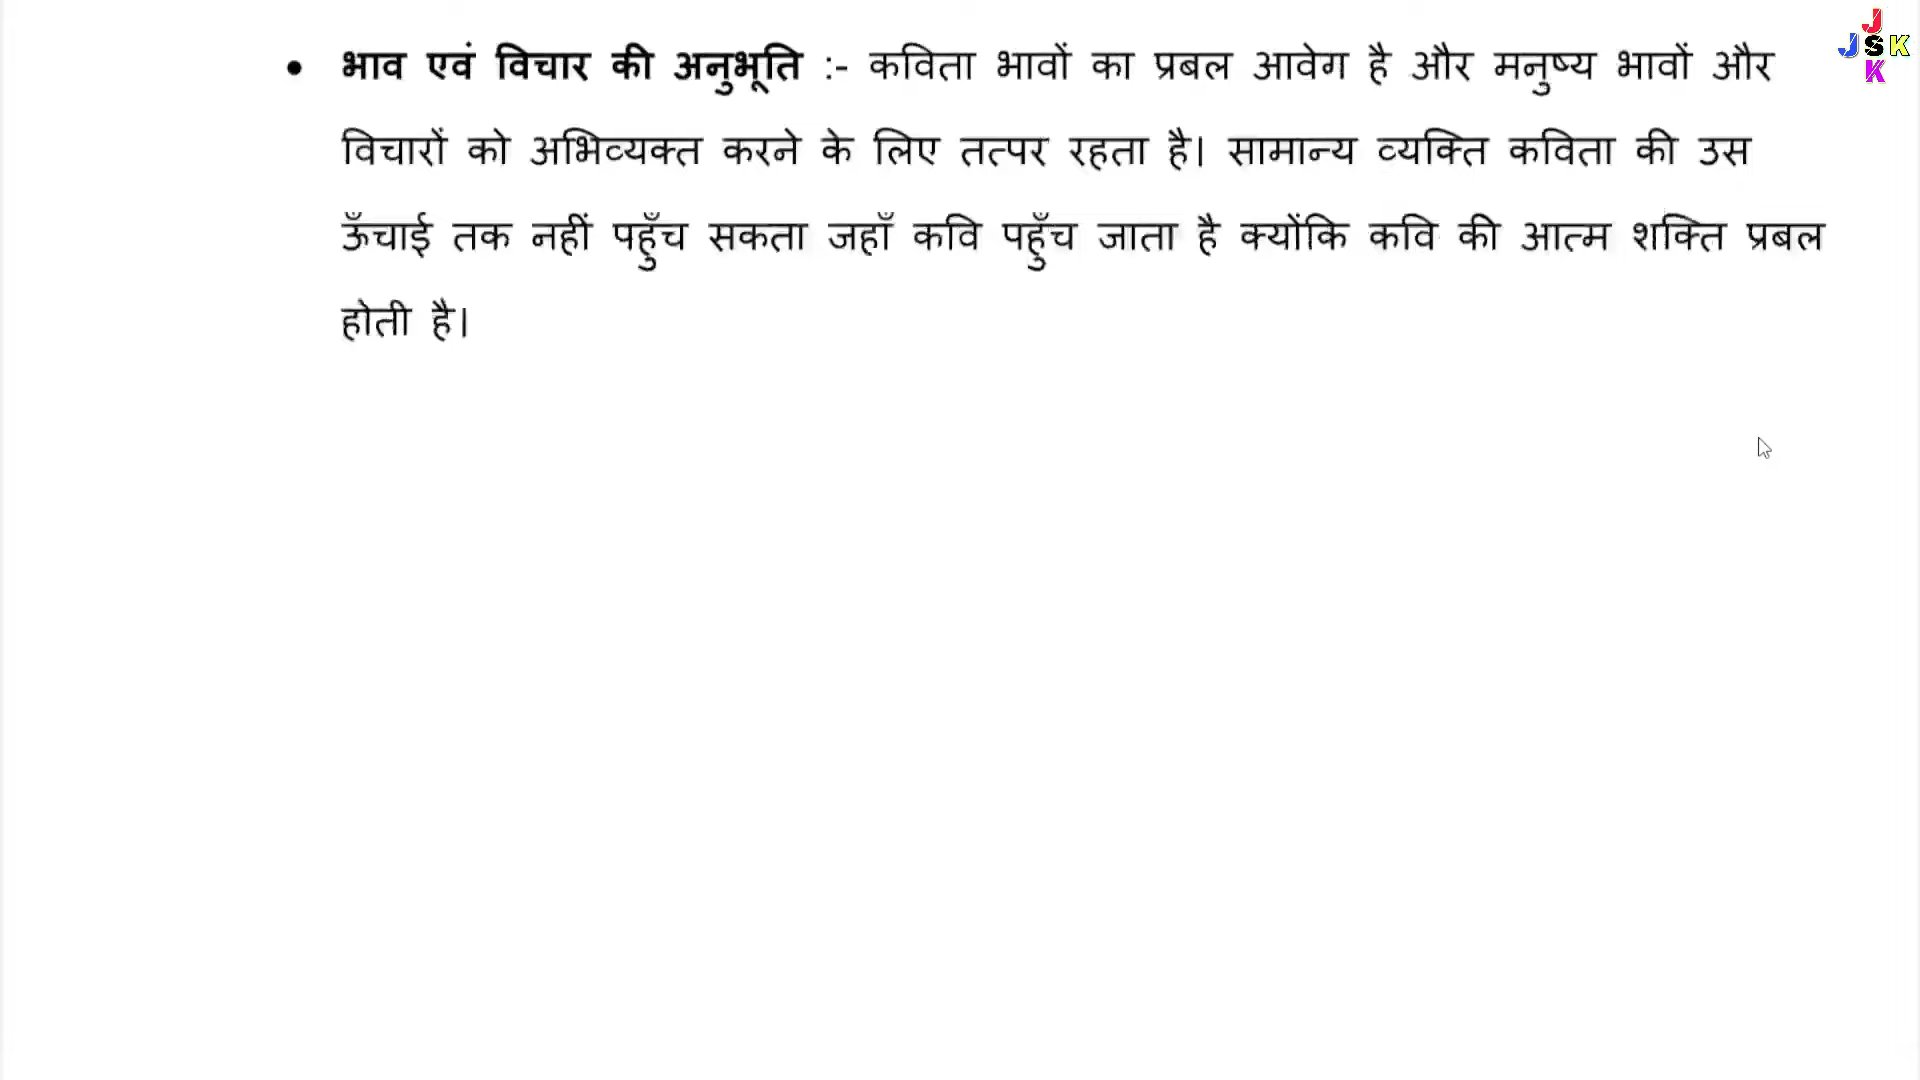 • भाव एवं विचार की अनुभूति :- कविता भावों का प्रबल आवेग है और मनुष्य भावों और
विचारों को अभिव्यक्त करने के लिए तत्पर रहता है। सामान्य व्यक्ति कविता की उस
ऊँचाई तक नहीं पहुँच सकता जहाँ कवि पहुँच जाता है क्योंकि कवि की आत्म शक्ति प्रबल
होती है।
J
JSK
K